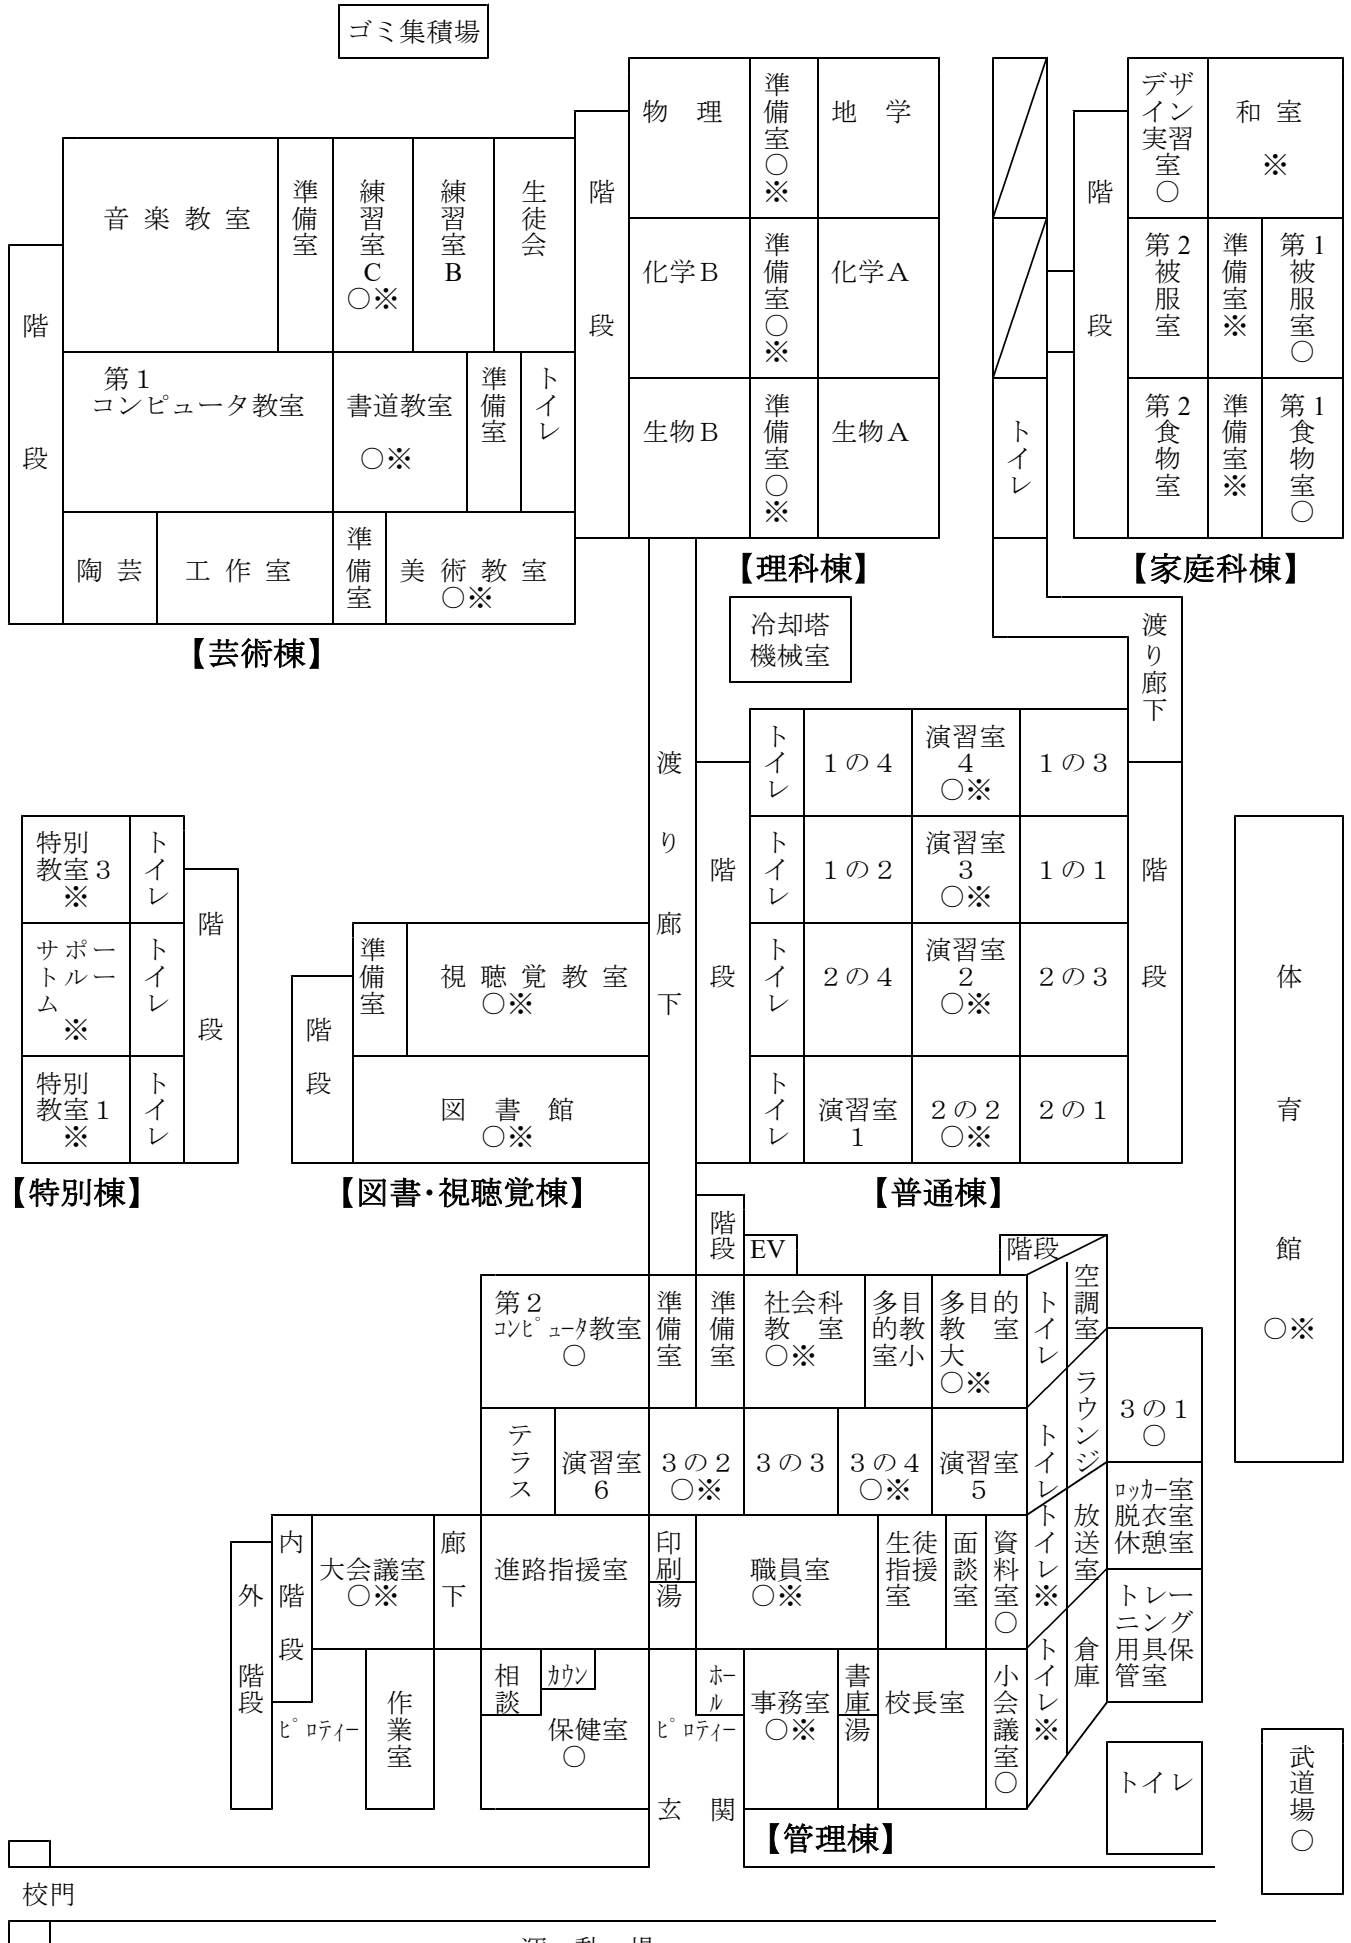 ゴミ集積場
音 楽 教 室
準備室
練習室C
○※
練習室B
生徒会
階 段
第1
コンピュータ教室
書道教室
○※
準備室
トイレ
陶 芸
工 作 室
準備室
美 術 教 室
○※
【芸術棟】
階 段
物 理
準備室○※
地 学
化学B
準備室○※
化学A
生物B
準備室○※
生物A
【理科棟】
トイレ
階 段
デザイン実習室○
和 室
※
第2被服室
準備室※
第1被服室○
第2食物室
準備室※
第1食物室○
【家庭科棟】
冷却塔
機械室
渡り廊下
渡 り 廊 下
階 段
トイレ
1の4
演習室
4
○※
1の3
トイレ
1の2
演習室
3
○※
1の1
トイレ
2の4
演習室
2
○※
2の3
トイレ
演習室
1
2の2
○※
2の1
階 段
【普通棟】
特別
教室3
※
トイレ
サポー
トルー
ム
※
トイレ
特別
教室1
※
トイレ
階 段
【特別棟】
階 段
準備室
視 聴 覚 教 室
○※
図 書 館
○※
【図書・視聴覚棟】
体 育 館 ○※
階段
EV
階段
第2
コンピュータ教室
○
準備室
準備室
社会科
教 室
○※
多目
的教
室小
多目的
教 室
大
○※
トイレ
空調室
テラス
演習室
6
3の2
○※
3の3
3の4
○※
演習室
5
トイレ
ラウンジ
3の1
○
外 階段
内 階 段
大会議室
○※
廊 下
進路指援室
印刷
湯
職員室
○※
生徒
指援
室
面談室
資料室○
トイレ※
放送室
ロッカー室
脱衣室
休憩室
ピロティー
作業室
相談
カウン
保健室
○
ホール
ピロティー
玄 関
事務室
○※
書庫
湯
校長室
小会議室○
トイレ※
倉庫
トレー
ニング
用具保
管室
【管理棟】
トイレ
武道場○
校門